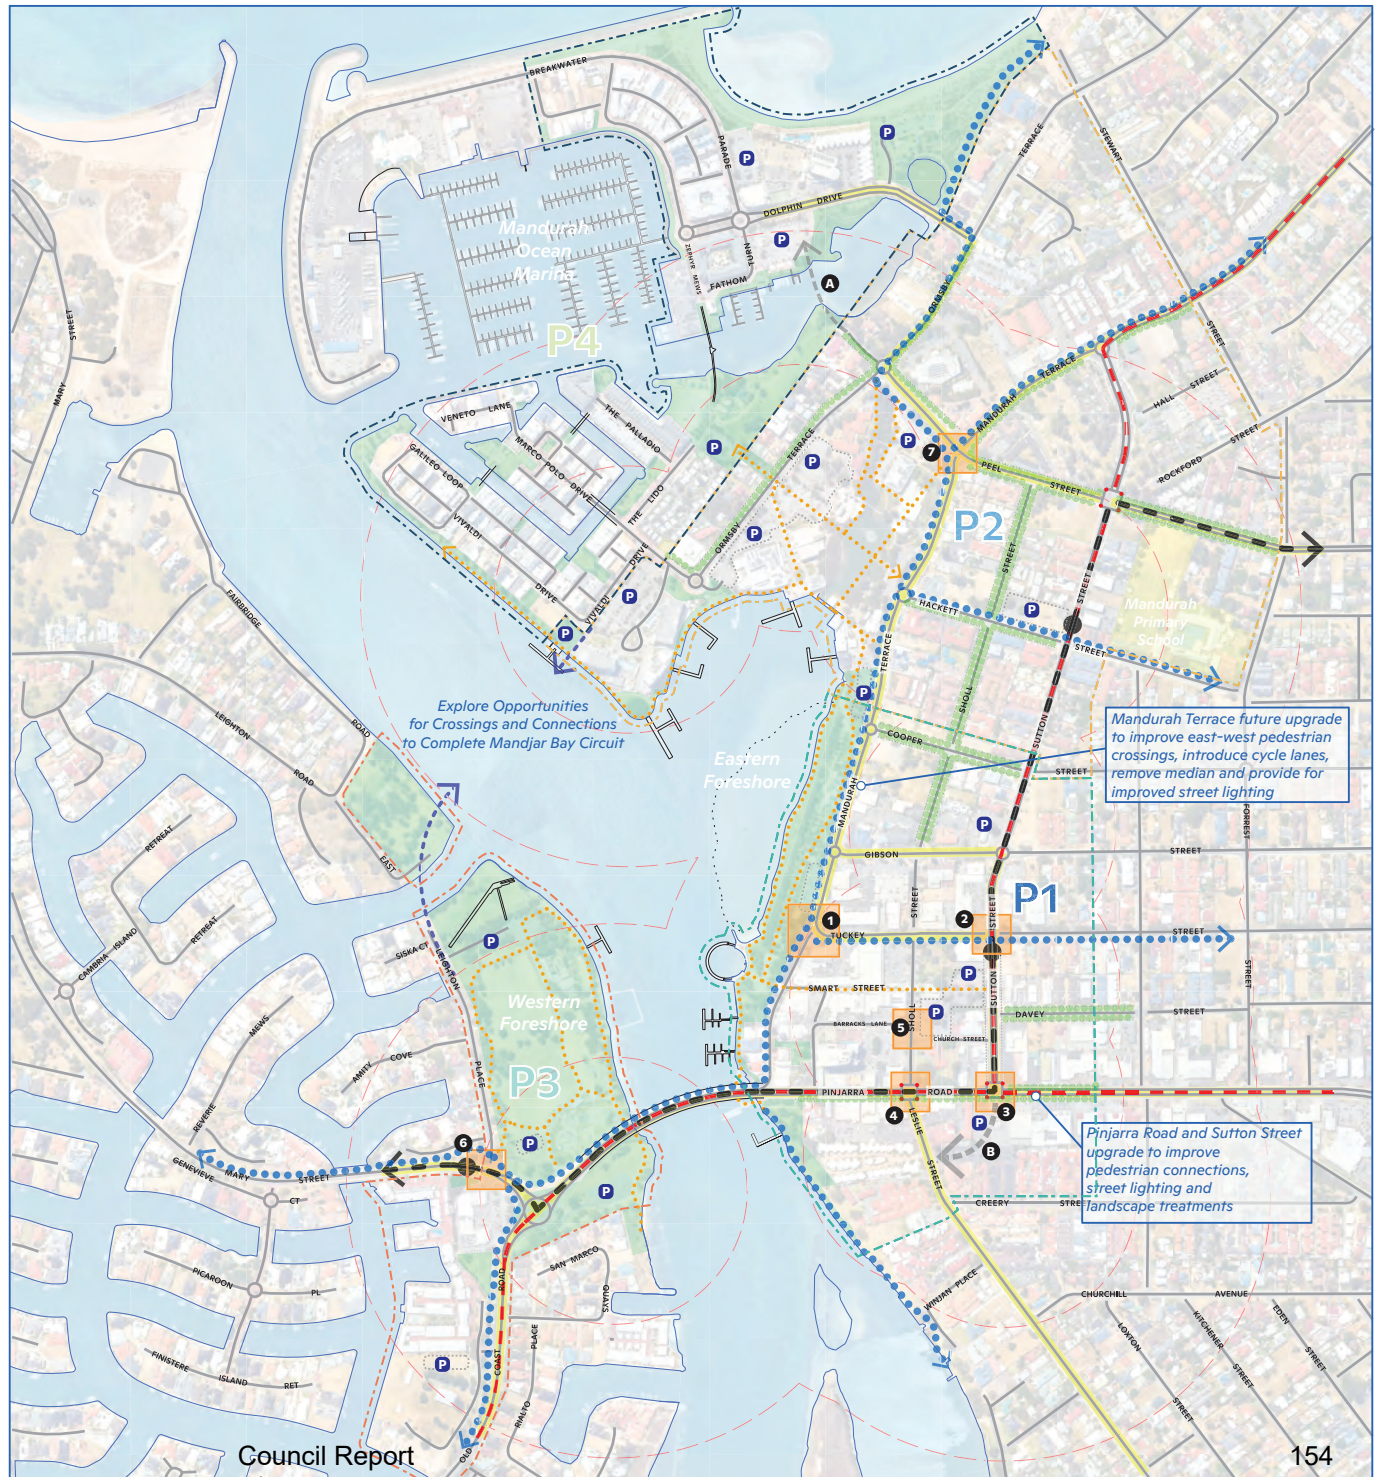 BREAKWATER
PARADE
P
P
STEWART
TERRACE
DOLPHIN DRIVE
P
TURN
ZEPHYR MEWS
FATHOM
A
ORMSBY
Mandurah
Ocean
Marina
P4
STREET
MARY
STREET
MANDURAH TERRACE
HALL STREET
ROCKFORD STREET
VENETO LANE
THE PALLADIO
MARCO POLO DRIVE
GALILEO LOOP
VIVALDI
DRIVE
THE LIDO
P
P
P
7
PEEL STREET
TERRACE
ORMSBY
P
P2
STREET
VIVALDI DRIVE
P
P
HACKETT
STREET
P
STREET
Mandurah
Primary
School
FAIRBRIDGE
ROAD
LEIGHTON
ROAD
EAST
Explore Opportunities
for Crossings and Connections
to Complete Mandjar Bay Circuit
TERRACE
P
SHOLL
SUTTON
COOPER
STREET
Mandurah Terrace future upgrade
to improve east-west pedestrian
crossings, introduce cycle lanes,
remove median and provide for
improved street lighting
Eastern
Foreshore
MANDURAH
P
FORREST
GIBSON
STREET
RETREAT
RETREAT
CAMBRIA ISLAND
P1
STREET
STREET
1
2
TUCKEY
STREET
SISKA CT
LEIGHTON
P
STREET
SMART STREET
P
SUTTON
Western
Foreshore
MEWS
BARRACKS LANE
SHOLL
5
P
CHURCH STREET
DAVEY
STREET
AMITY COVE
PLACE
P3
REVERIE
PINJARRA
ROAD
4
3
P
LESLIE
STREET
B
Pinjarra Road and Sutton Street
upgrade to improve
pedestrian connections,
street lighting and
landscape treatments
6
P
GENEVIEVE
MARY
STREET
CT
P
CREERY
STREET
SAN MARCO
QUAYS
PICAROON
PL
ROAD
WINJAN PLACE
CHURCHILL
AVENUE
LOXTON
STREET
KITCHENER
STREET
EDEN
STREET
FINISTERE
ISLAND
RET
P
COAST
PLACE
RIALTO
OLD
Council Report
154